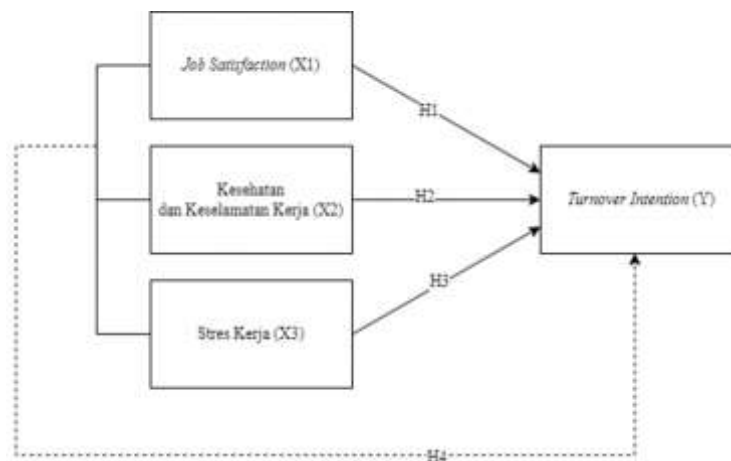 Job Satisfaction (X1)
H1
Kesehatan
dan Keselamatan Kerja (X2)
H2
Turnover Intention (Y)
H3
Stres Kerja (X3)
H4